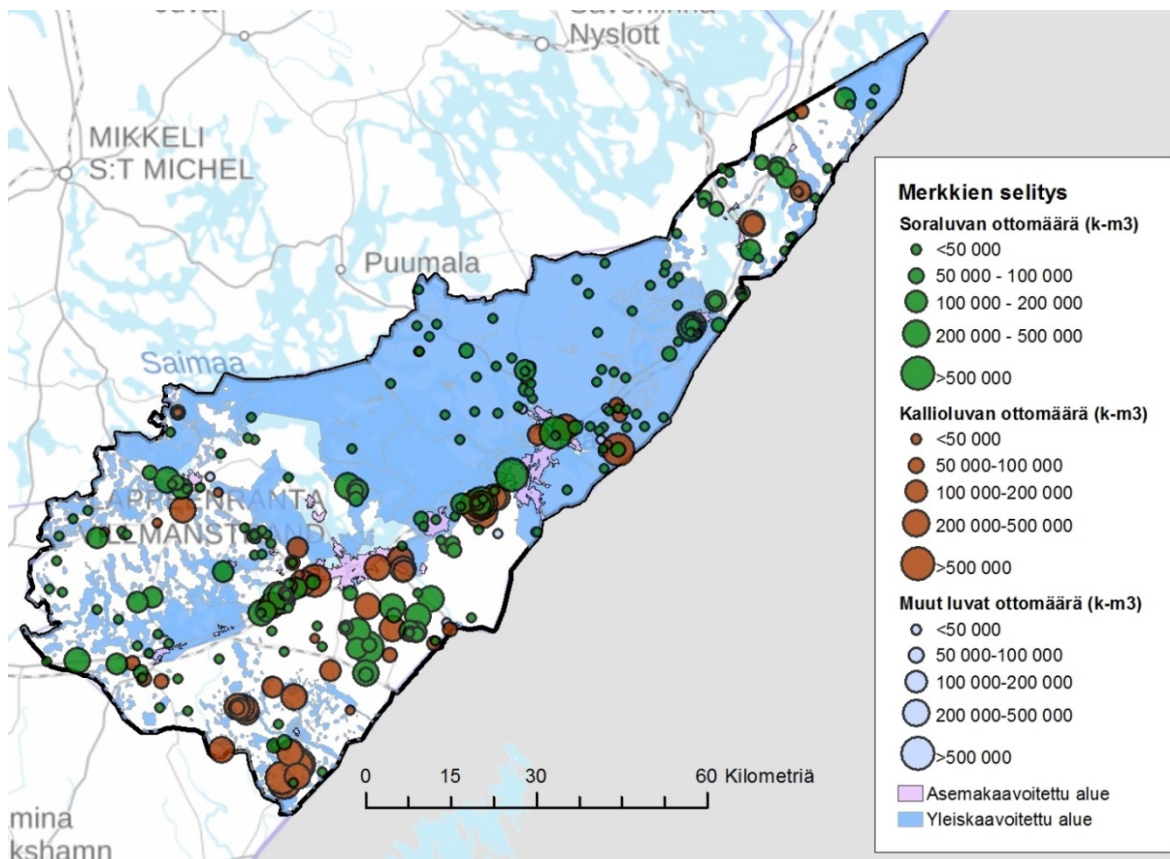 Juva
Savonlinna
Nyslott
MIKKELI
S:T MICHEL
Puumala
Saimaa
LAPPEENRANTA
VILLMANSTRAND
mina
kshamn
0 15 30 60 Kilometriä
Merkkien selitys
Soraluvan ottomäärä (k-m3)
<50 000
50 000 - 100 000
100 000 - 200 000
200 000 - 500 000
>500 000
Kallioluvan ottomäärä (k-m3)
<50 000
50 000-100 000
100 000-200 000
200 000-500 000
>500 000
Muut luvat ottomäärä (k-m3)
<50 000
50 000-100 000
100 000-200 000
200 000-500 000
>500 000
Asemakaavoitettu alue
Yleiskaavoitettu alue